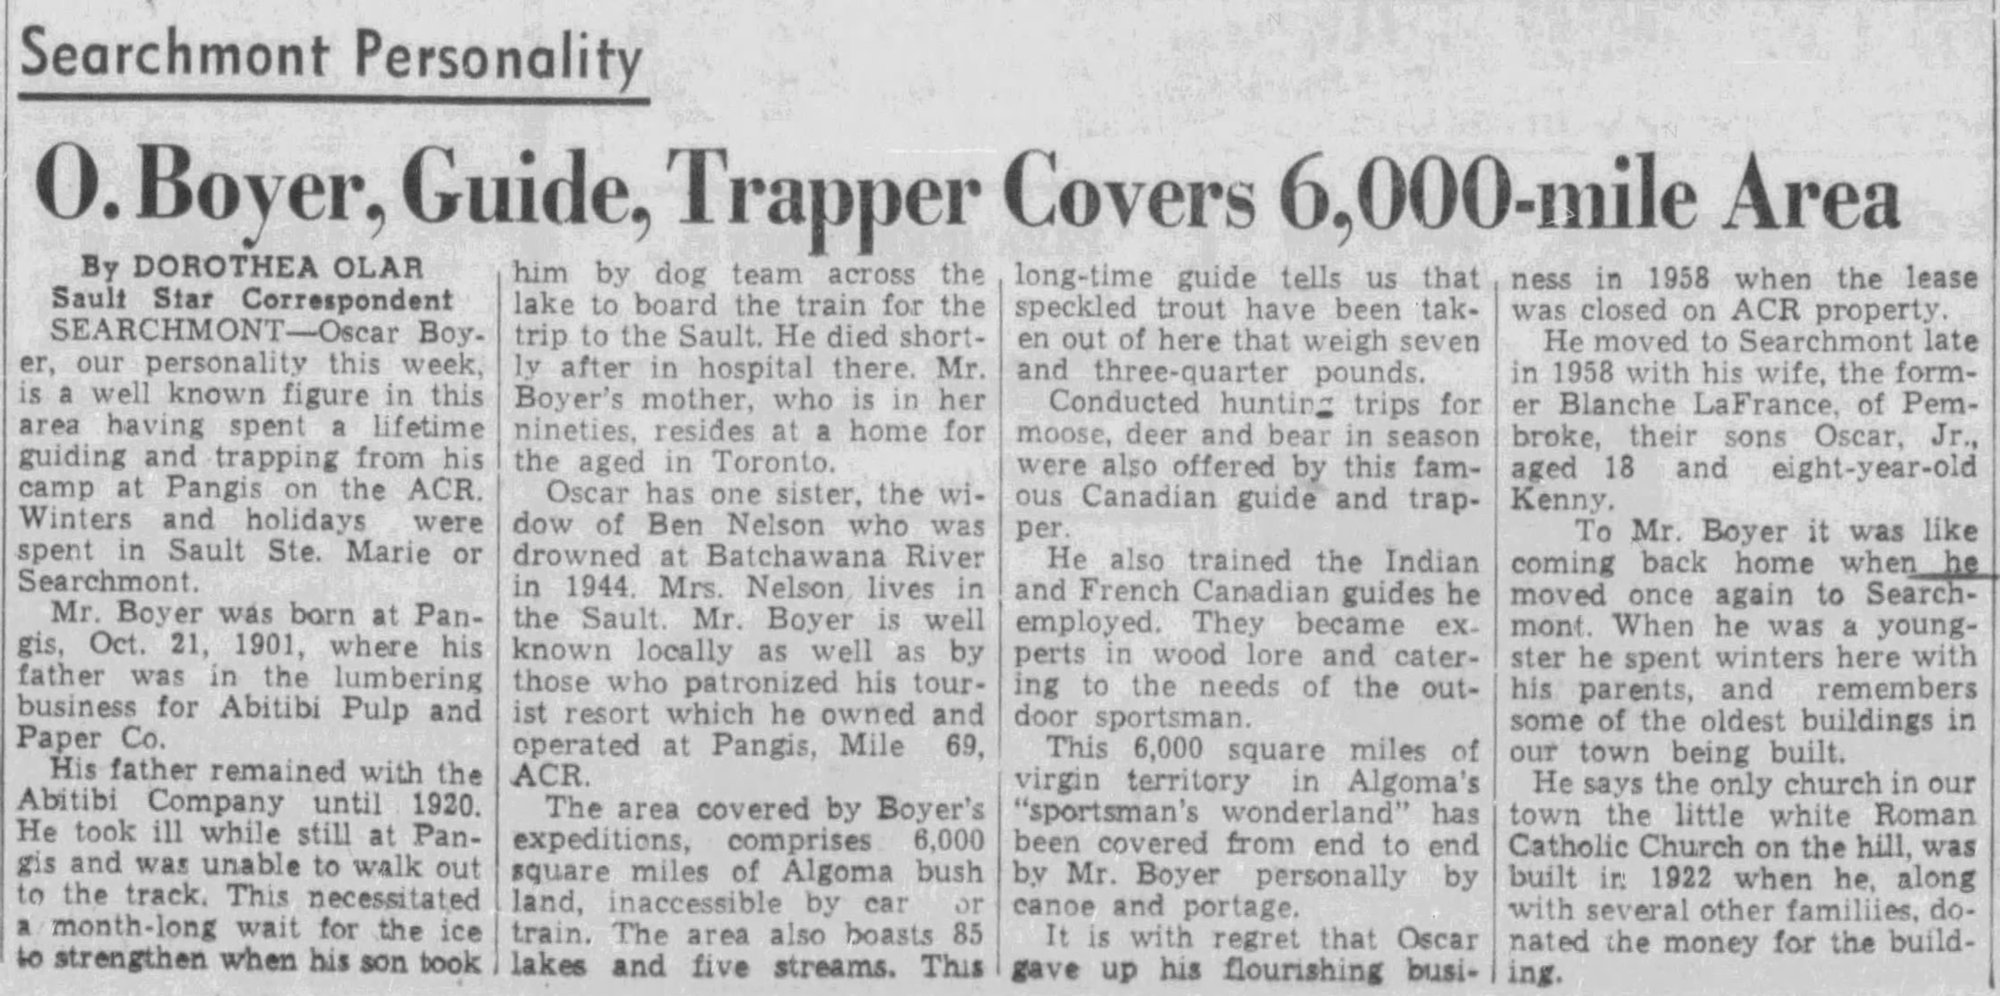 Searchmont Personality
O. Boyer, Guide, Trapper Covers 6,000-mile Area
By DOROTHEA OLAR
Sault Star Correspondent
SEARCHMONT—Oscar Boy-
er, our personality this week,
is a well known figure in this
area having spent a lifetime
guiding and trapping from his
camp at Pangis on the ACR.
Winters and holidays were
spent in Sault Ste. Marie or
Searchmont.
Mr. Boyer was born at Pan-
gis, Oct. 21, 1901, where his
father was in the lumbering
business for Abitibi Pulp and
Paper Co.
His father remained with the
Abitibi Company until 1920.
He took ill while still at Pan-
gis and was unable to walk out
to the track. This necessitated
a month-long wait for the ice
to strengthen when his son took
him by dog team across the
lake to board the train for the
trip to the Sault. He died short-
ly after in hospital there. Mr.
Boyer's mother, who is in her
nineties, resides at a home for
the aged in Toronto.
Oscar has one sister, the wi-
dow of Ben Nelson who was
drowned at Batchawana River
in 1944. Mrs. Nelson lives in
the Sault. Mr. Boyer is well
known locally as well as by
those who patronized his tour-
ist resort which he owned and
operated at Pangis, Mile 69,
ACR.
The area covered by Boyer's
expeditions, comprises 6,000
square miles of Algoma bush
land, inaccessible by car or
train. The area also boasts 85
lakes and five streams. This
long-time guide tells us that
speckled trout have been tak-
en out of here that weigh seven
and three-quarter pounds.
Conducted hunting trips for
moose, deer and bear in season
were also offered by this fam-
ous Canadian guide and trap-
per.
He also trained the Indian
and French Canadian guides he
employed. They became ex-
perts in wood lore and cater-
ing to the needs of the out-
door sportsman.
This 6,000 square miles of
virgin territory in Algoma's
"sportsman's wonderland" has
been covered from end to end
by Mr. Boyer personally by
canoe and portage.
It is with regret that Oscar
gave up his flourishing busi-
ness in 1958 when the lease
was closed on ACR property.
He moved to Searchmont late
in 1958 with his wife, the form-
er Blanche LaFrance, of Pem-
broke, their sons Oscar, Jr.,
aged 18 and eight-year-old
Kenny.
To Mr. Boyer it was like
coming back home when he
moved once again to Search-
mont. When he was a young-
ster he spent winters here with
his parents, and remembers
some of the oldest buildings in
our town being built.
He says the only church in our
town the little white Roman
Catholic Church on the hill, was
built in 1922 when he, along
with several other familiies, do-
nated the money for the build-
ing.